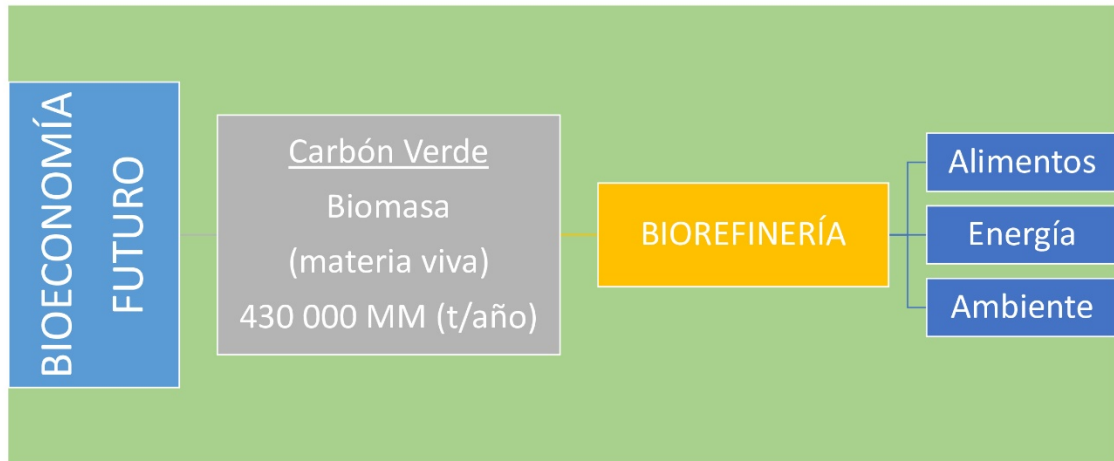 BIOECONOMÍA
FUTURO
Carbón Verde
Biomasa
(materia viva)
430 000 MM (t/año)
BIOREFINERÍA
Alimentos
Energía
Ambiente